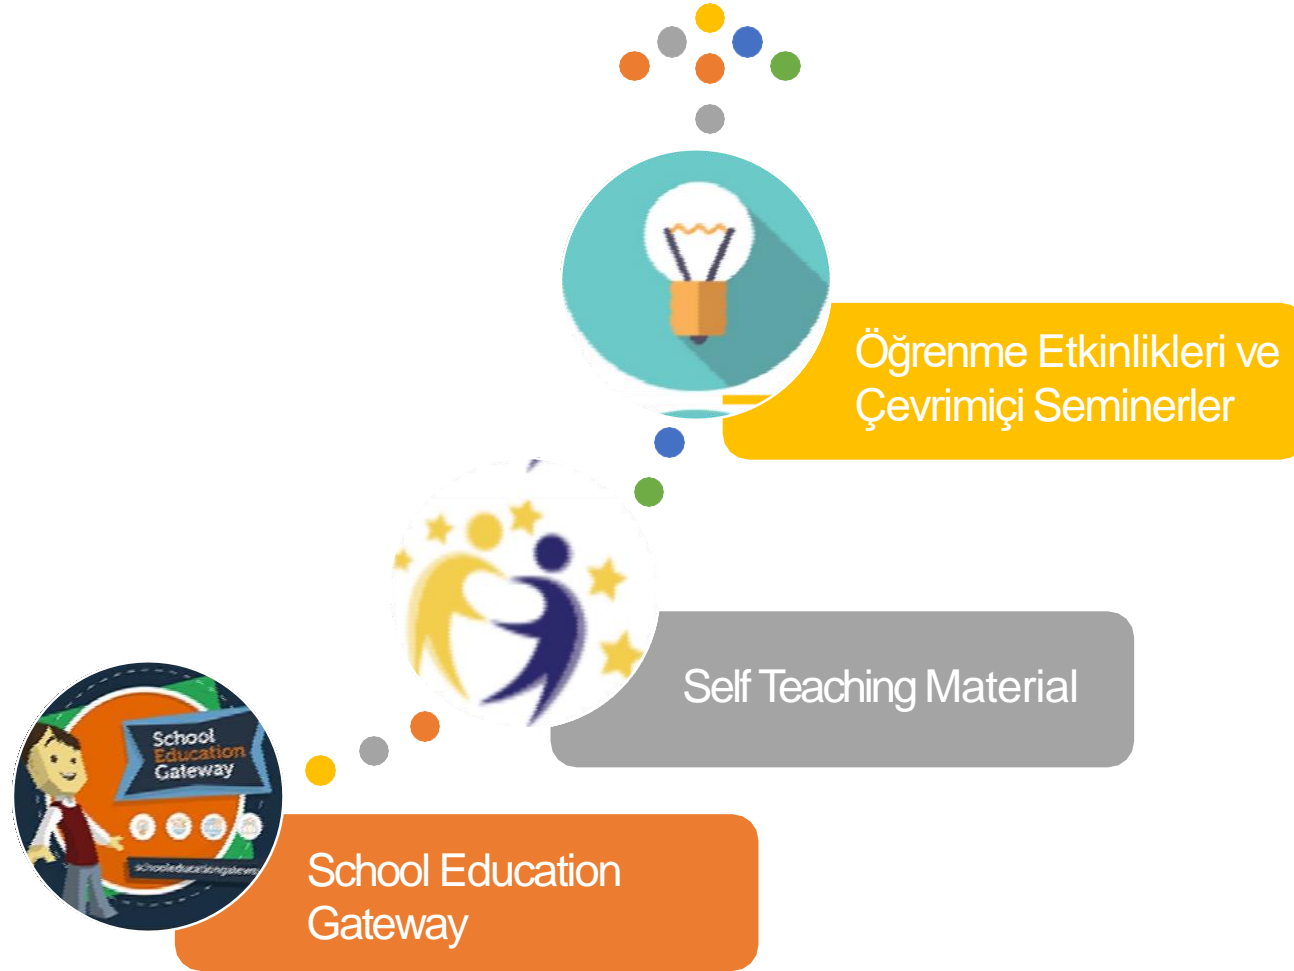 Öğrenme Etkinlikleri ve
Çevrimiçi Seminerler
Self Teaching Material
School
Education
Gateway
School Education
Gateway